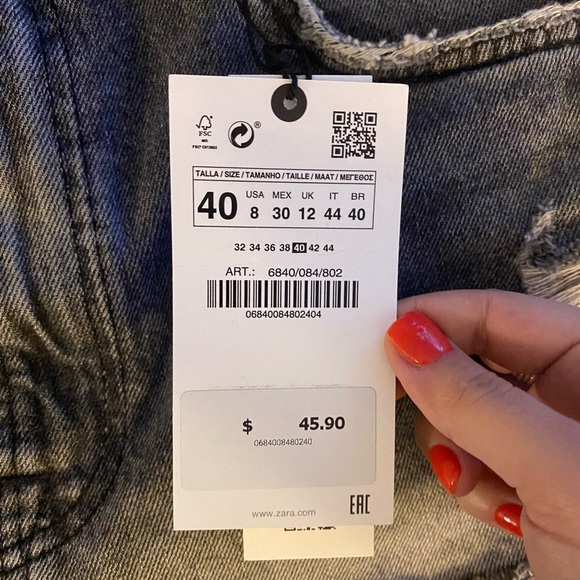 FSC
MIX
®
TALLA / SIZE / TAMANHO / TAILLE / MAAT / ΜΕΓΕΘΟΣ
40 USA 8 MEX 30 UK 12 IT 44 BR 40
32 34 36 38 40 42 44
ART.: 6840/084/802
06840084802404
$ 45.90
0684008480240
www.zara.com
EAC